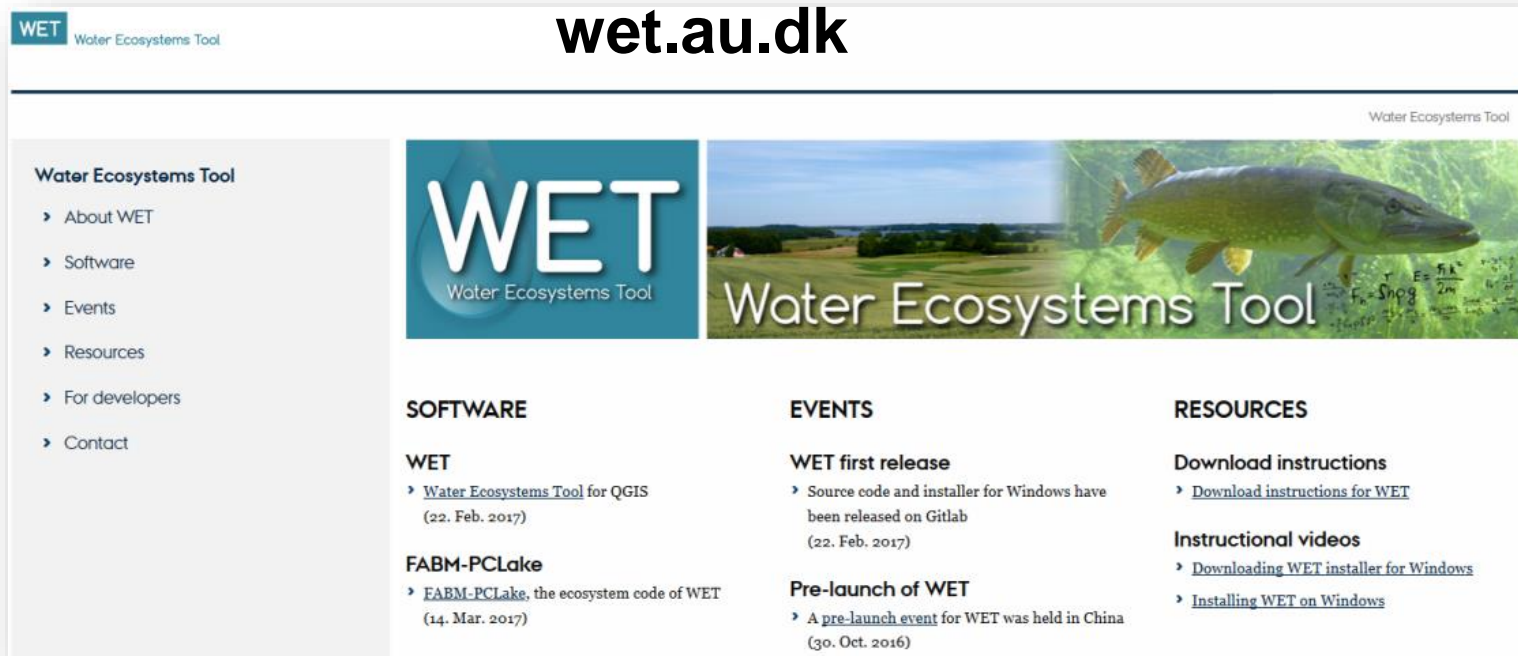 WET
Water Ecosystems Tool
wet.au.dk
Water Ecosystems Tool
Water Ecosystems Tool
› About WET
› Software
› Events
› Resources
› For developers
› Contact
WET
Water Ecosystems Tool
Water Ecosystems Tool
SOFTWARE
WET
› Water Ecosystems Tool for QGIS
(22. Feb. 2017)
FABM-PCLake
› FABM-PCLake, the ecosystem code of WET
(14. Mar. 2017)
EVENTS
WET first release
› Source code and installer for Windows have
been released on Gitlab
(22. Feb. 2017)
Pre-launch of WET
› A pre-launch event for WET was held in China
(30. Oct. 2016)
RESOURCES
Download instructions
› Download instructions for WET
Instructional videos
› Downloading WET installer for Windows
› Installing WET on Windows